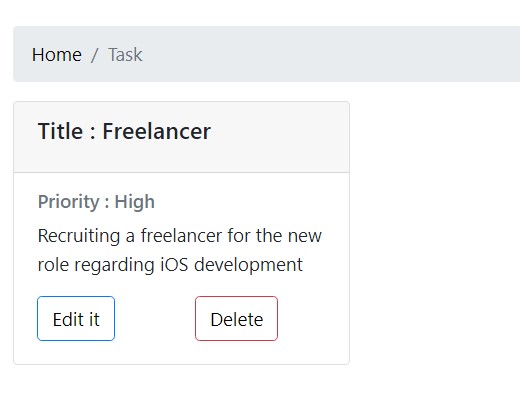 Home / Task
Title : Freelancer
Priority : High
Recruiting a freelancer for the new
role regarding iOS development
Edit it Delete